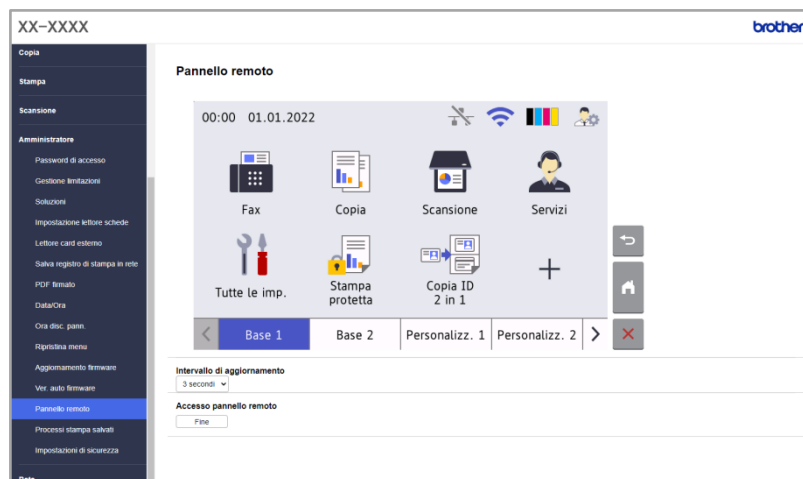 XX-XXXX
brother
Copia
Stampa
Scansione
Amministratore
Password di accesso
Gestione limitazioni
Soluzioni
Impostazione lettore schede
Lettore card esterno
Salva registro di stampa in rete
PDF firmato
Data/Ora
Ora disc. pann.
Ripristina menu
Aggiornamento firmware
Ver. auto firmware
Pannello remoto
Processi stampa salvati
Impostazioni di sicurezza
Pannello remoto
00:00 01.01.2022
Fax
Copia
Scansione
Servizi
Tutte le imp.
Stampa
protetta
Copia ID
2 in 1
Base 1
Base 2
Personalizz. 1
Personalizz. 2
Intervallo di aggiornamento
3 secondi
Accesso pannello remoto
Fine